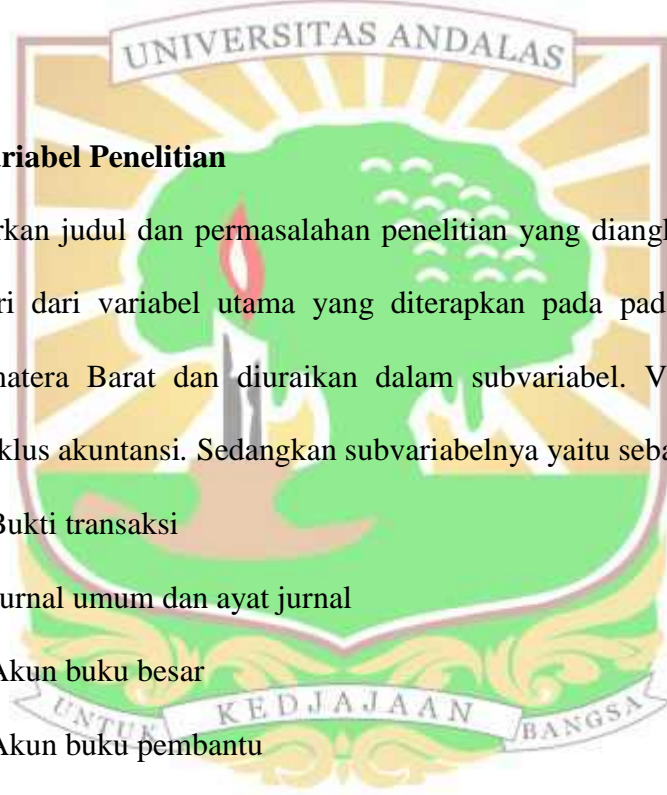 UNIVERSITAS ANDALAS
ariabel Penelitian
rkan judul dan permasalahan penelitian yang diangk
ri dari variabel utama yang diterapkan pada pad
natera Barat dan diuraikan dalam subvariabel. V
klus akuntansi. Sedangkan subvariabelnya yaitu seba
Bukti transaksi
urnal umum dan ayat jurnal
Akun buku besar
Akun buku pembantu
UNTUK KEDJAJAAN BANGSA